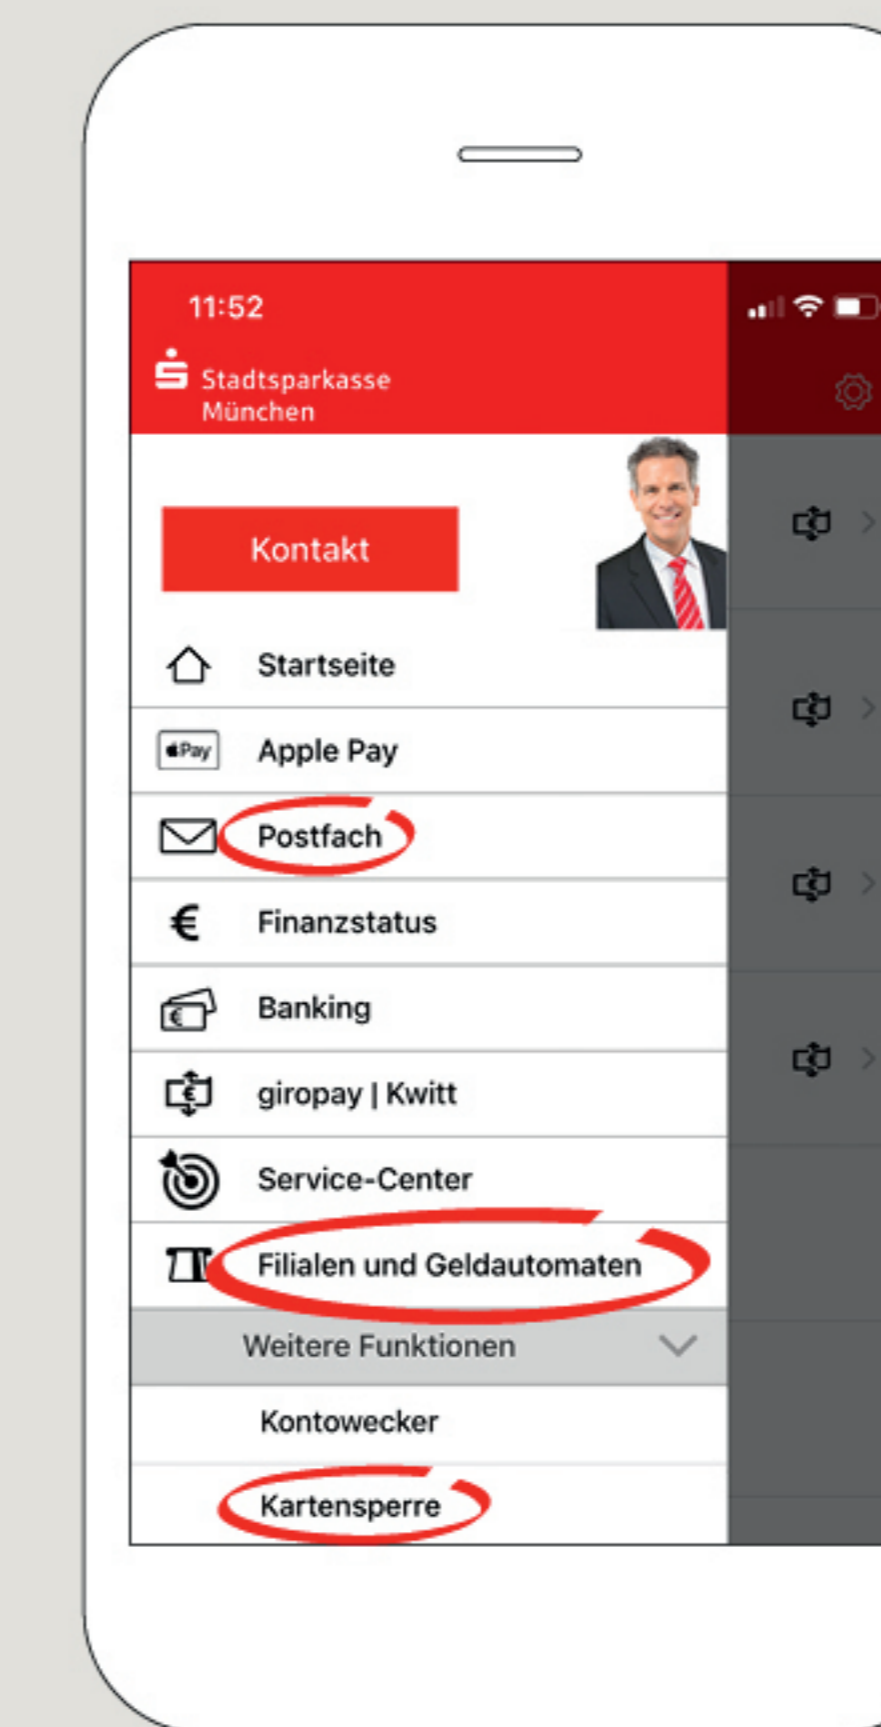 11:52
Stadtsparkasse
München
Kontakt
Startseite
Pay
Apple Pay
Postfach
€
Finanzstatus
€
Banking
€
giropay | Kwitt
Service-Center
Filialen und Geldautomaten
Weitere Funktionen
Kontowecker
Kartensperre